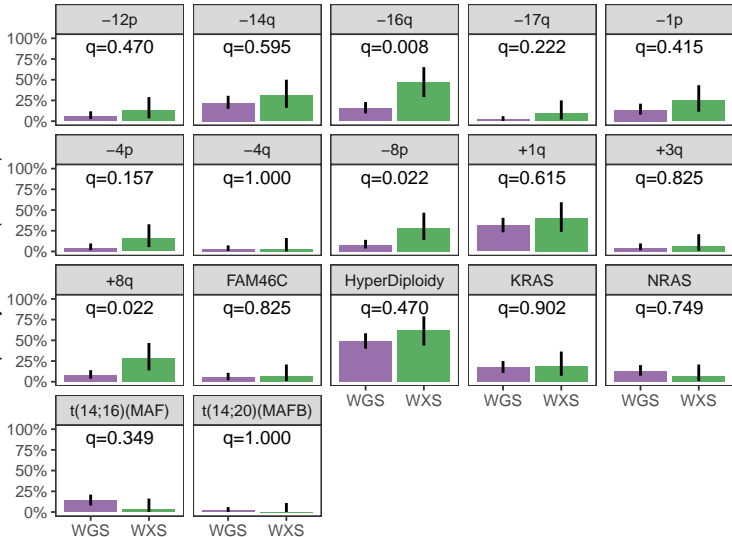 −12p −14q −16q −17q −1p
q=0.470 q=0.595 q=0.008 q=0.222 q=0.415
100%
75%
50%
25%
0%
−4p −4q −8p +1q +3q
q=0.157 q=1.000 q=0.022 q=0.615 q=0.825
100%
75%
50%
25%
0%
+8q FAM46C HyperDiploidy KRAS NRAS
q=0.022 q=0.825 q=0.470 q=0.902 q=0.749
100%
75%
50%
25%
0%
WGS WXS WGS WXS WGS WXS
t(14;16)(MAF) t(14;20)(MAFB)
q=0.349 q=1.000
100%
75%
50%
25%
0%
WGS WXS WGS WXS